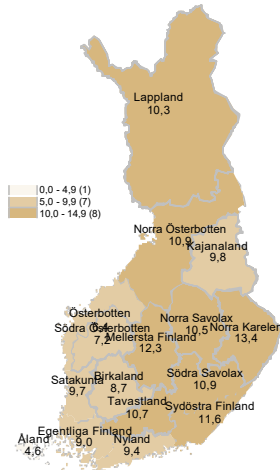 Lappland
10,3
0,0 - 4,9 (1)
5,0 - 9,9 (7)
10,0 - 14,9 (8)
Norra Österbotten
10,9
Kajanaland
9,8
Österbotten
Södra Österbotten
7,2
Mellersta Finland
12,3
Norra Savolax
10,5
Norra Karelen
13,4
Satakunta
9,7
Birkaland
8,7
Södra Savolax
10,9
Tavastland
10,7
Sydöstra Finland
11,6
Åland
4,6
Egentliga Finland
9,0
Nyland
9,4